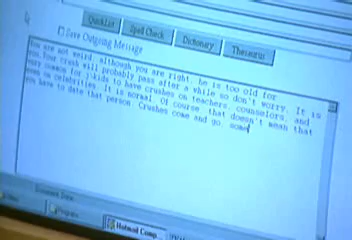 QuickList Spell Check Dictionary Thesaurus
Save Outgoing Message
You are not weird, although you are right, he is too old for
you. Your crush will probably pass after a while so don't worry. It is
very common for j-kids to have crushes on teachers, counselors, and
even on celebrities. It is normal. Of course, that doesn't mean that
you have to date that person. Crushes come and go. some
Hotmail Comp...